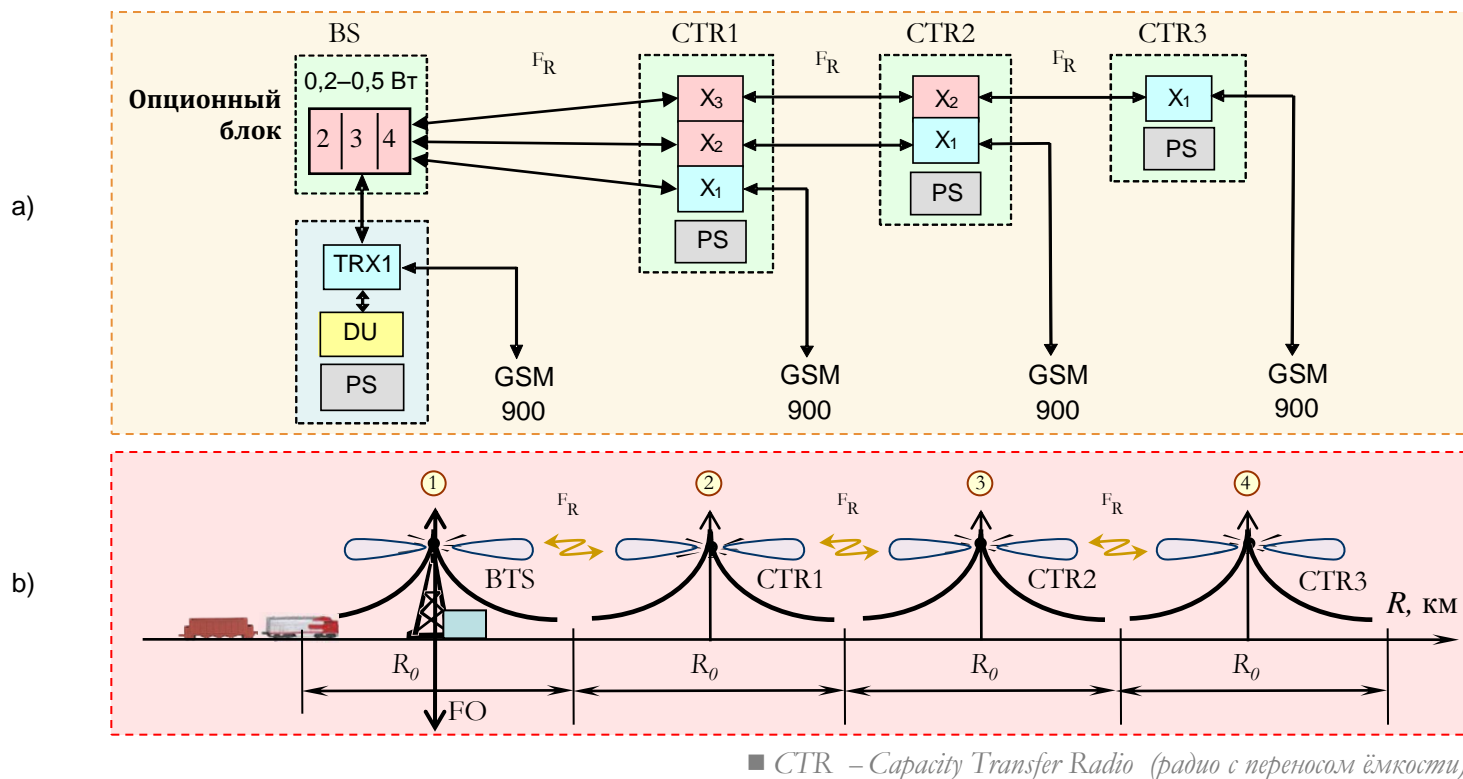 BS
CTR1
CTR2
CTR3
F_R
F_R
F_R
0,2–0,5 Вт
Опционный
блок
2 3 4
X₃
X₂
X₁
PS
X₂
X₁
PS
X₁
PS
a)
TRX1
DU
PS
GSM
900
GSM
900
GSM
900
GSM
900
1
2
3
4
F_R
F_R
F_R
BTS
CTR1
CTR2
CTR3
b)
R, км
R₀
R₀
R₀
R₀
FO
■ CTR – Capacity Transfer Radio (радио с переносом ёмкости)